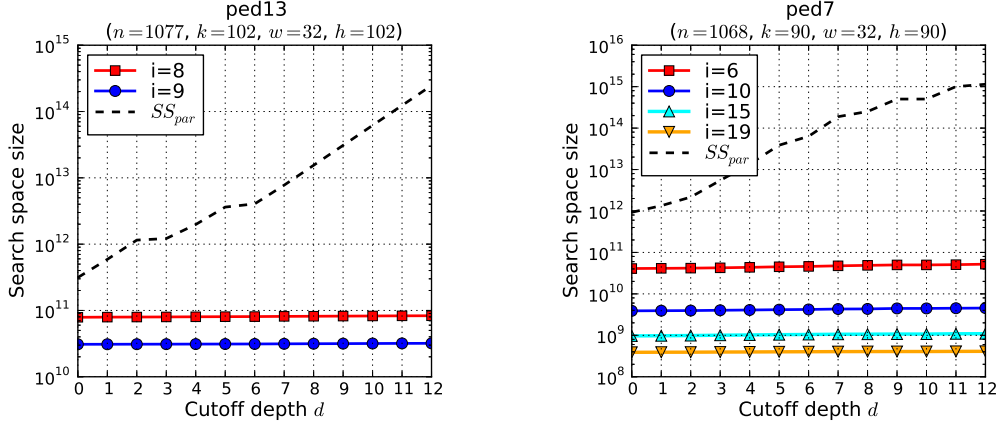 ped13
(n=1077, k=102, w=32, h=102)
10^15
10^14
10^13
10^12
10^11
10^10
Search space size
i=8
i=9
SS_par
0 1 2 3 4 5 6 7 8 9 10 11 12
Cutoff depth d
ped7
(n=1068, k=90, w=32, h=90)
10^16
10^15
10^14
10^13
10^12
10^11
10^10
10^9
10^8
Search space size
i=6
i=10
i=15
i=19
SS_par
0 1 2 3 4 5 6 7 8 9 10 11 12
Cutoff depth d